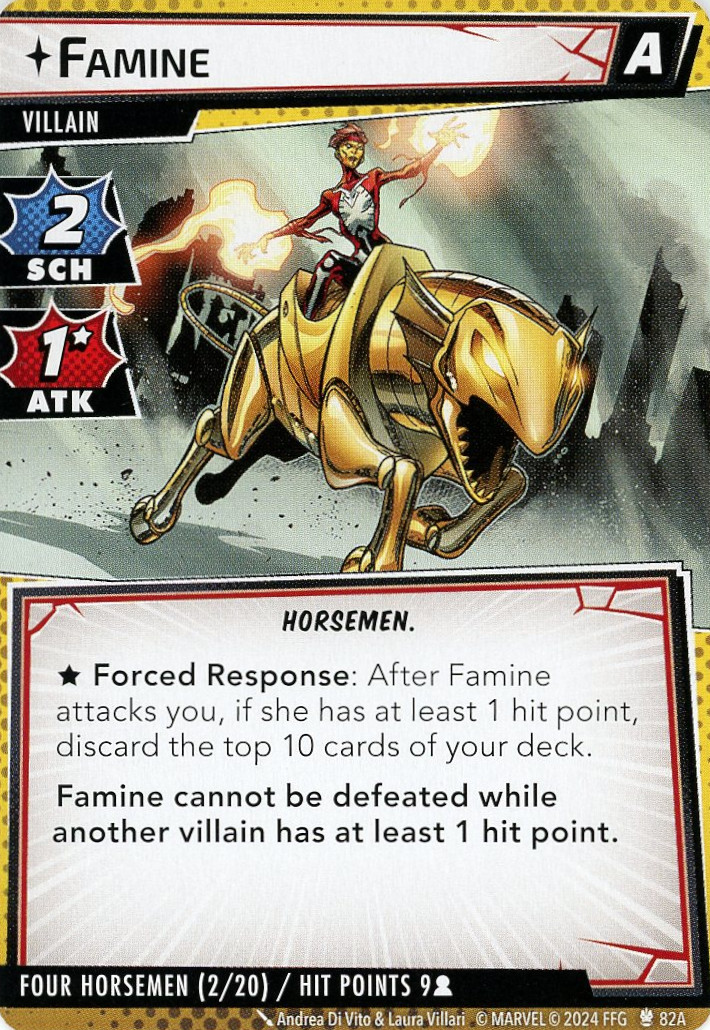 FAMINE
A
VILLAIN
2
SCH
1★
ATK
HORSEMEN.
★ Forced Response: After Famine
attacks you, if she has at least 1 hit point,
discard the top 10 cards of your deck.
Famine cannot be defeated while
another villain has at least 1 hit point.
FOUR HORSEMEN (2/20) / HIT POINTS 9
Andrea Di Vito & Laura Villari © MARVEL © 2024 FFG 82A